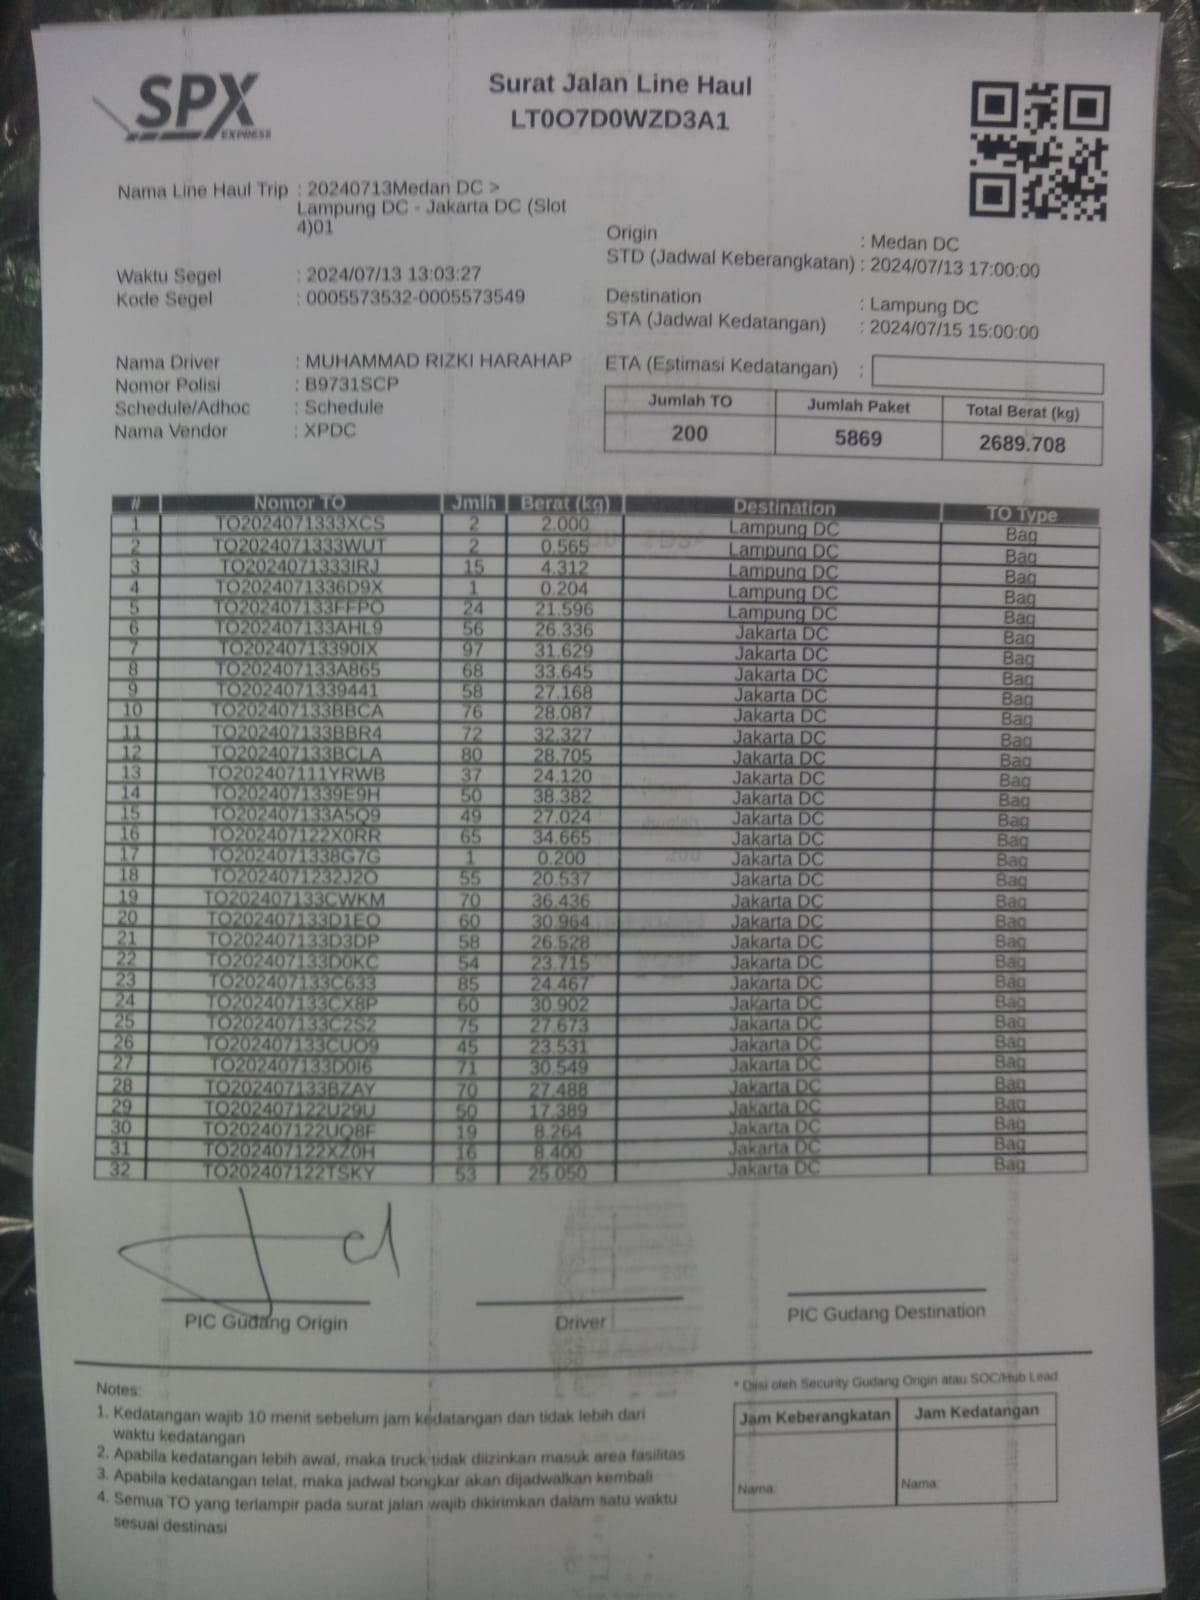 SPX
EXPRESS
Surat Jalan Line Haul
LT0O7D0WZD3A1
Nama Line Haul Trip : 20240713Medan DC >
Lampung DC - Jakarta DC (Slot
4)01
Waktu Segel : 2024/07/13 13:03:27
Kode Segel : 0005573532-0005573549
Origin : Medan DC
STD (Jadwal Keberangkatan) : 2024/07/13 17:00:00
Destination : Lampung DC
STA (Jadwal Kedatangan) : 2024/07/15 15:00:00
Nama Driver : MUHAMMAD RIZKI HARAHAP
Nomor Polisi : B9731SCP
Schedule/Adhoc : Schedule
Nama Vendor : XPDC
ETA (Estimasi Kedatangan) :
Jumlah TO Jumlah Paket Total Berat (kg)
200 5869 2689.708
# Nomor TO Jmlh Berat (kg) Destination TO Type
1 TO2024071333XCS 2 2.000 Lampung DC Bag
2 TO2024071333WUT 2 0.565 Lampung DC Bag
3 TO2024071333IRJ 15 4.312 Lampung DC Bag
4 TO2024071336D9X 1 0.204 Lampung DC Bag
5 TO202407133FFPO 24 21.596 Lampung DC Bag
6 TO202407133AHL9 56 26.336 Jakarta DC Bag
7 TO20240713390IX 97 31.629 Jakarta DC Bag
8 TO202407133A865 68 33.645 Jakarta DC Bag
9 TO2024071339441 58 27.168 Jakarta DC Bag
10 TO202407133BBCA 76 28.087 Jakarta DC Bag
11 TO202407133BBR4 72 32.327 Jakarta DC Bag
12 TO202407133BCLA 80 28.705 Jakarta DC Bag
13 TO202407111YRWB 37 24.120 Jakarta DC Bag
14 TO2024071339E9H 50 38.382 Jakarta DC Bag
15 TO202407133A5Q9 49 27.024 Jakarta DC Bag
16 TO202407122X0RR 65 34.665 Jakarta DC Bag
17 TO2024071338G7G 1 0.200 Jakarta DC Bag
18 TO2024071232J2O 55 20.537 Jakarta DC Bag
19 TO202407133CWKM 70 36.436 Jakarta DC Bag
20 TO202407133D1EO 60 30.964 Jakarta DC Bag
21 TO202407133D3DP 58 26.528 Jakarta DC Bag
22 TO202407133D0KC 54 23.715 Jakarta DC Bag
23 TO202407133C633 85 24.467 Jakarta DC Bag
24 TO202407133CX8P 60 30.902 Jakarta DC Bag
25 TO202407133C2S2 75 27.673 Jakarta DC Bag
26 TO202407133CUO9 45 23.531 Jakarta DC Bag
27 TO202407133D0I6 71 30.549 Jakarta DC Bag
28 TO202407133BZAY 70 27.488 Jakarta DC Bag
29 TO202407122U29U 50 17.389 Jakarta DC Bag
30 TO202407122UQ8F 19 8.264 Jakarta DC Bag
31 TO202407122XZ0H 16 8.400 Jakarta DC Bag
32 TO202407122TSKY 53 25.050 Jakarta DC Bag
PIC Gudang Origin Driver PIC Gudang Destination
Notes:
1. Kedatangan wajib 10 menit sebelum jam kedatangan dan tidak lebih dari
waktu kedatangan
2. Apabila kedatangan lebih awal, maka truck tidak diizinkan masuk area fasilitas
3. Apabila kedatangan telat, maka jadwal bongkar akan dijadwalkan kembali
4. Semua TO yang terlampir pada surat jalan wajib dikirimkan dalam satu waktu
sesuai destinasi
* Diisi oleh Security Gudang Origin atau SOC/Hub Lead
Jam Keberangkatan Jam Kedatangan
Nama: Nama: